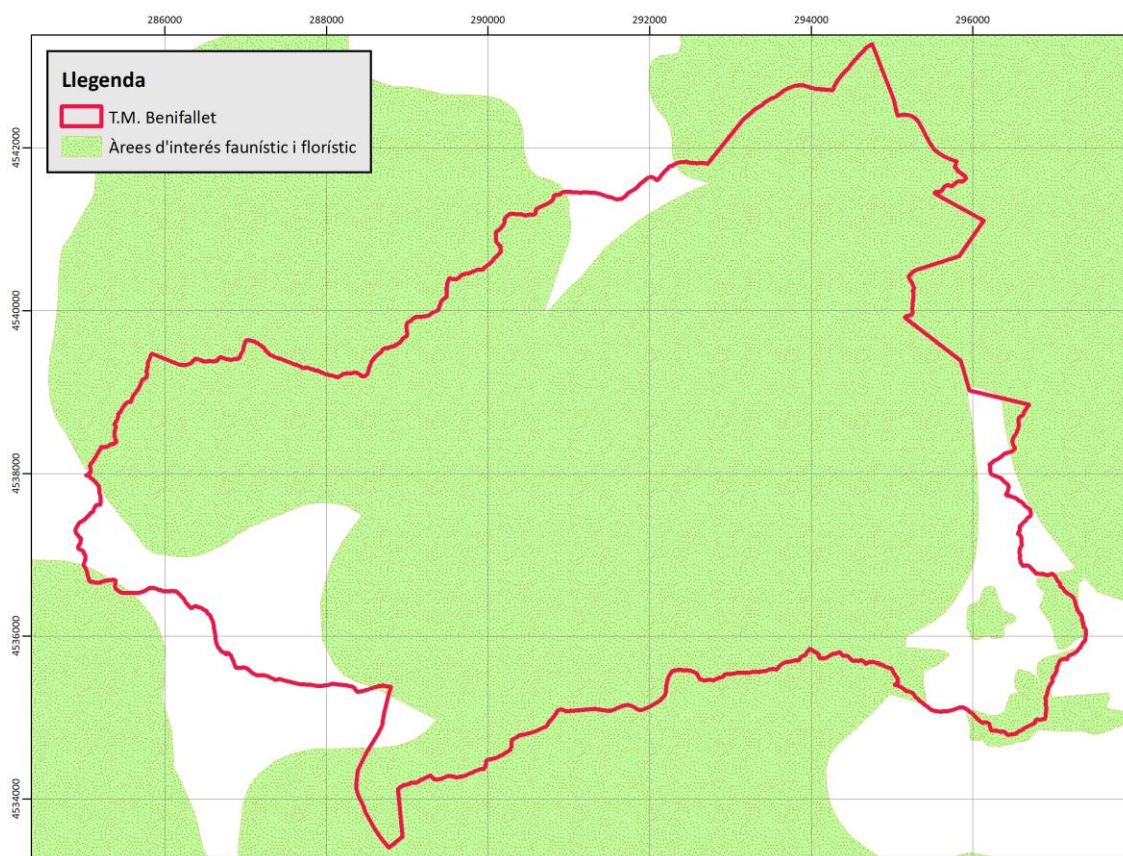 286000 288000 290000 292000 294000 296000
Llegenda
T.M. Benifallet
Àrees d'interés faunístic i florístic
4542000
4540000
4538000
4536000
4534000